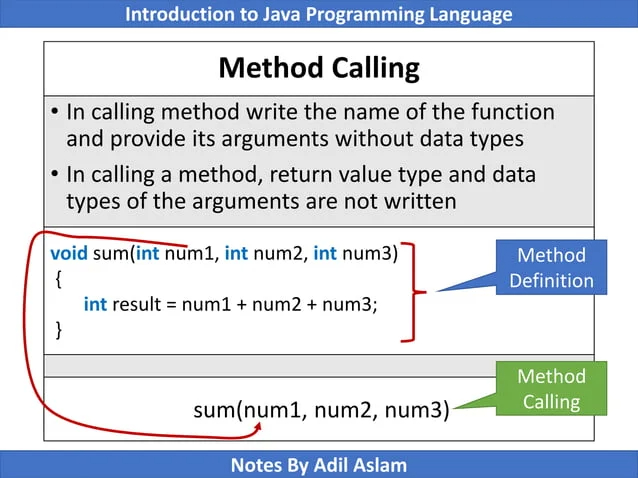 Introduction to Java Programming Language
Method Calling
• In calling method write the name of the function
and provide its arguments without data types
• In calling a method, return value type and data
types of the arguments are not written
void sum(int num1, int num2, int num3)
{
int result = num1 + num2 + num3;
}
Method
Definition
Method
Calling
sum(num1, num2, num3)
Notes By Adil Aslam